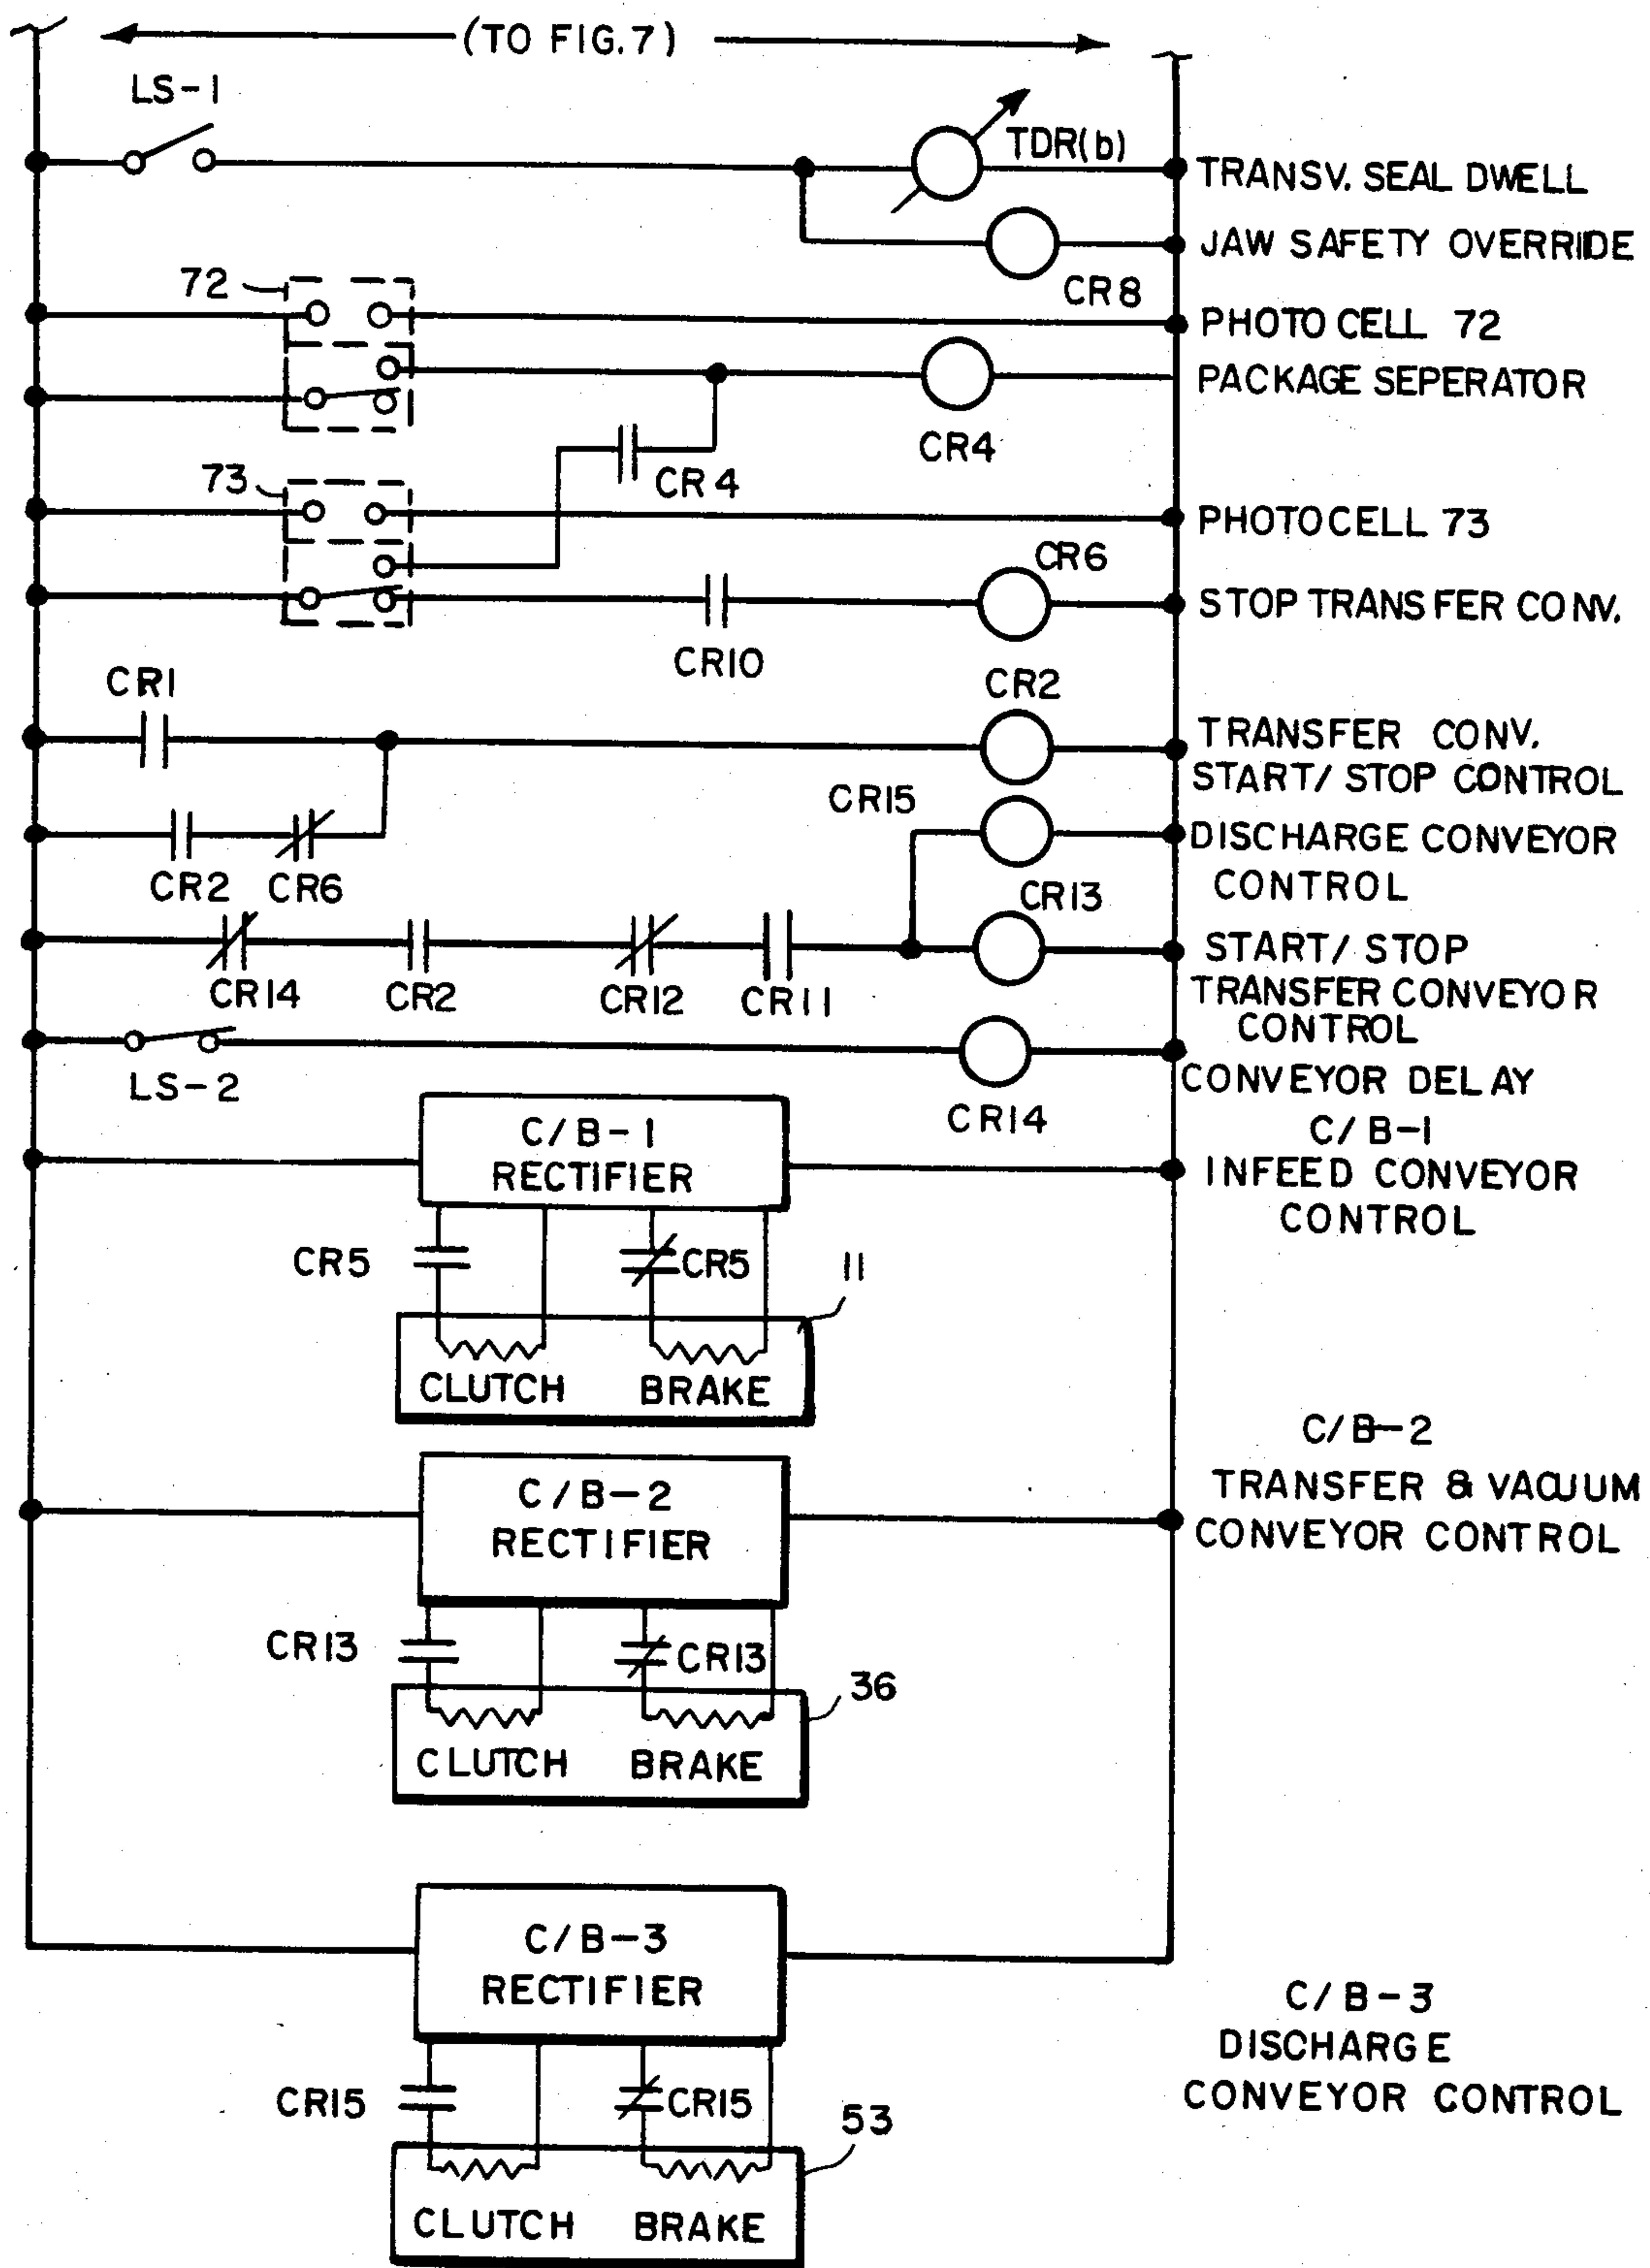 (TO FIG.7)
LS-1
TDR(b)
TRANSV. SEAL DWELL
JAW SAFETY OVERRIDE
CR8
72
PHOTO CELL 72
PACKAGE SEPERATOR
CR4
CR4
73
PHOTOCELL 73
CR6
STOP TRANSFER CONV.
CR10
CR1
CR2
TRANSFER CONV.
START/STOP CONTROL
CR15
DISCHARGE CONVEYOR
CONTROL
CR2 CR6
CR13
START/STOP
TRANSFER CONVEYOR
CONTROL
CR14 CR2 CR12 CR11
LS-2
CR14
CONVEYOR DELAY
C/B-1
RECTIFIER
C/B-1
INFEED CONVEYOR
CONTROL
CR5 CR5
11
CLUTCH BRAKE
C/B-2
RECTIFIER
C/B-2
TRANSFER & VACUUM
CONVEYOR CONTROL
CR13 CR13
36
CLUTCH BRAKE
C/B-3
RECTIFIER
C/B-3
DISCHARGE
CONVEYOR CONTROL
CR15 CR15
53
CLUTCH BRAKE